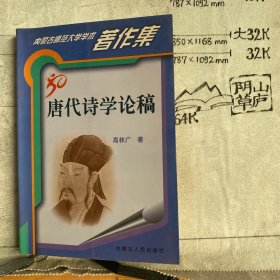 内蒙古师范大学学术
著作集
50
唐代诗学论稿
高林广 著
内蒙古人民出版社
787×1092 mm
850×1168 mm 大32K
787×1092 mm 32K
64K
阴山草庐